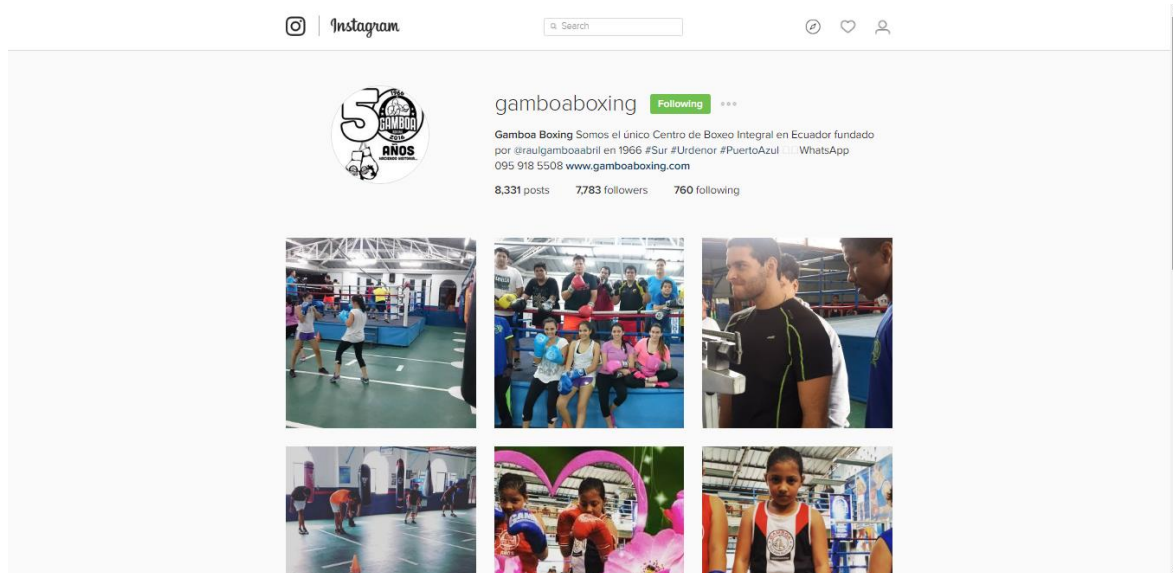 Instagram
Search
1966
50
GAMBOA
2016
AÑOS
HACIENDO HISTORIA...
gamboaboxing Following
Gamboa Boxing Somos el único Centro de Boxeo Integral en Ecuador fundado
por @raulgamboaabril en 1966 #Sur #Urdenor #PuertoAzul WhatsApp
095 918 5508 www.gamboaboxing.com
8,331 posts 7,783 followers 760 following